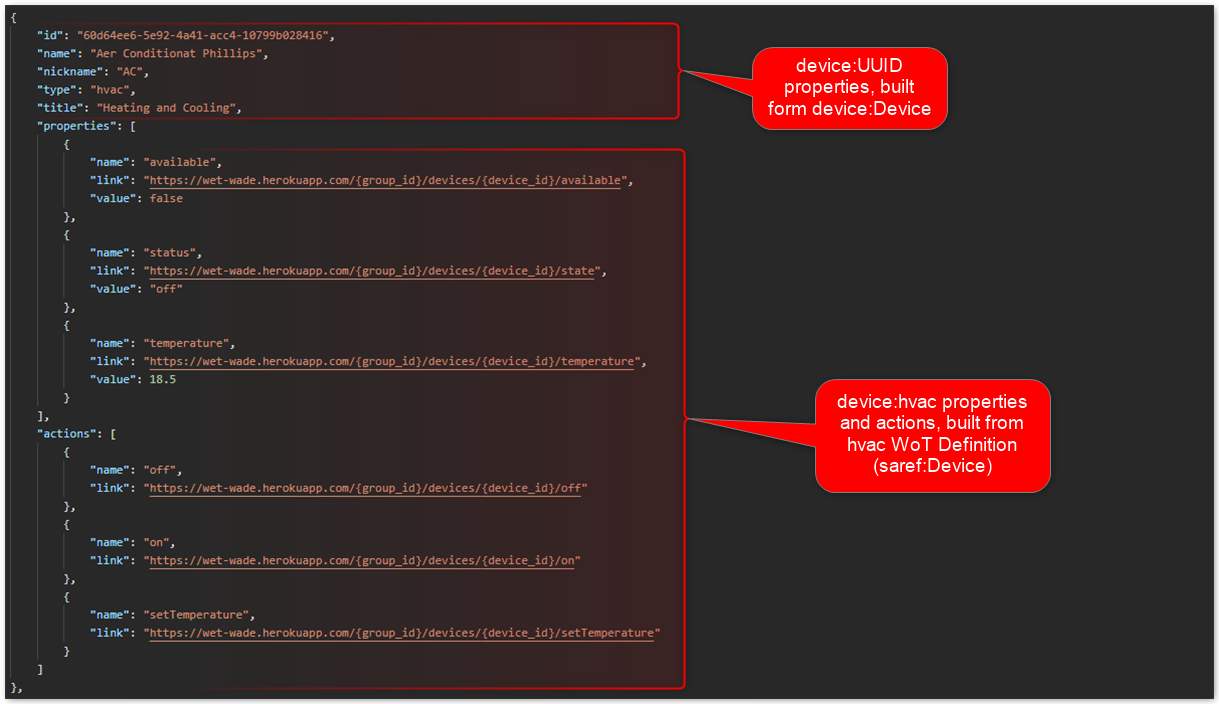 {
"id": "60d64ee6-5e92-4a41-acc4-10799b028416",
"name": "Aer Conditionat Phillips",
"nickname": "AC",
"type": "hvac",
"title": "Heating and Cooling",
"properties": [
{
"name": "available",
"link": "https://wet-wade.herokuapp.com/{group_id}/devices/{device_id}/available",
"value": false
},
{
"name": "status",
"link": "https://wet-wade.herokuapp.com/{group_id}/devices/{device_id}/state",
"value": "off"
},
{
"name": "temperature",
"link": "https://wet-wade.herokuapp.com/{group_id}/devices/{device_id}/temperature",
"value": 18.5
}
],
"actions": [
{
"name": "off",
"link": "https://wet-wade.herokuapp.com/{group_id}/devices/{device_id}/off"
},
{
"name": "on",
"link": "https://wet-wade.herokuapp.com/{group_id}/devices/{device_id}/on"
},
{
"name": "setTemperature",
"link": "https://wet-wade.herokuapp.com/{group_id}/devices/{device_id}/setTemperature"
}
]
},
device:UUID
properties, built
form device:Device
device:hvac properties
and actions, built from
hvac WoT Definition
(saref:Device)